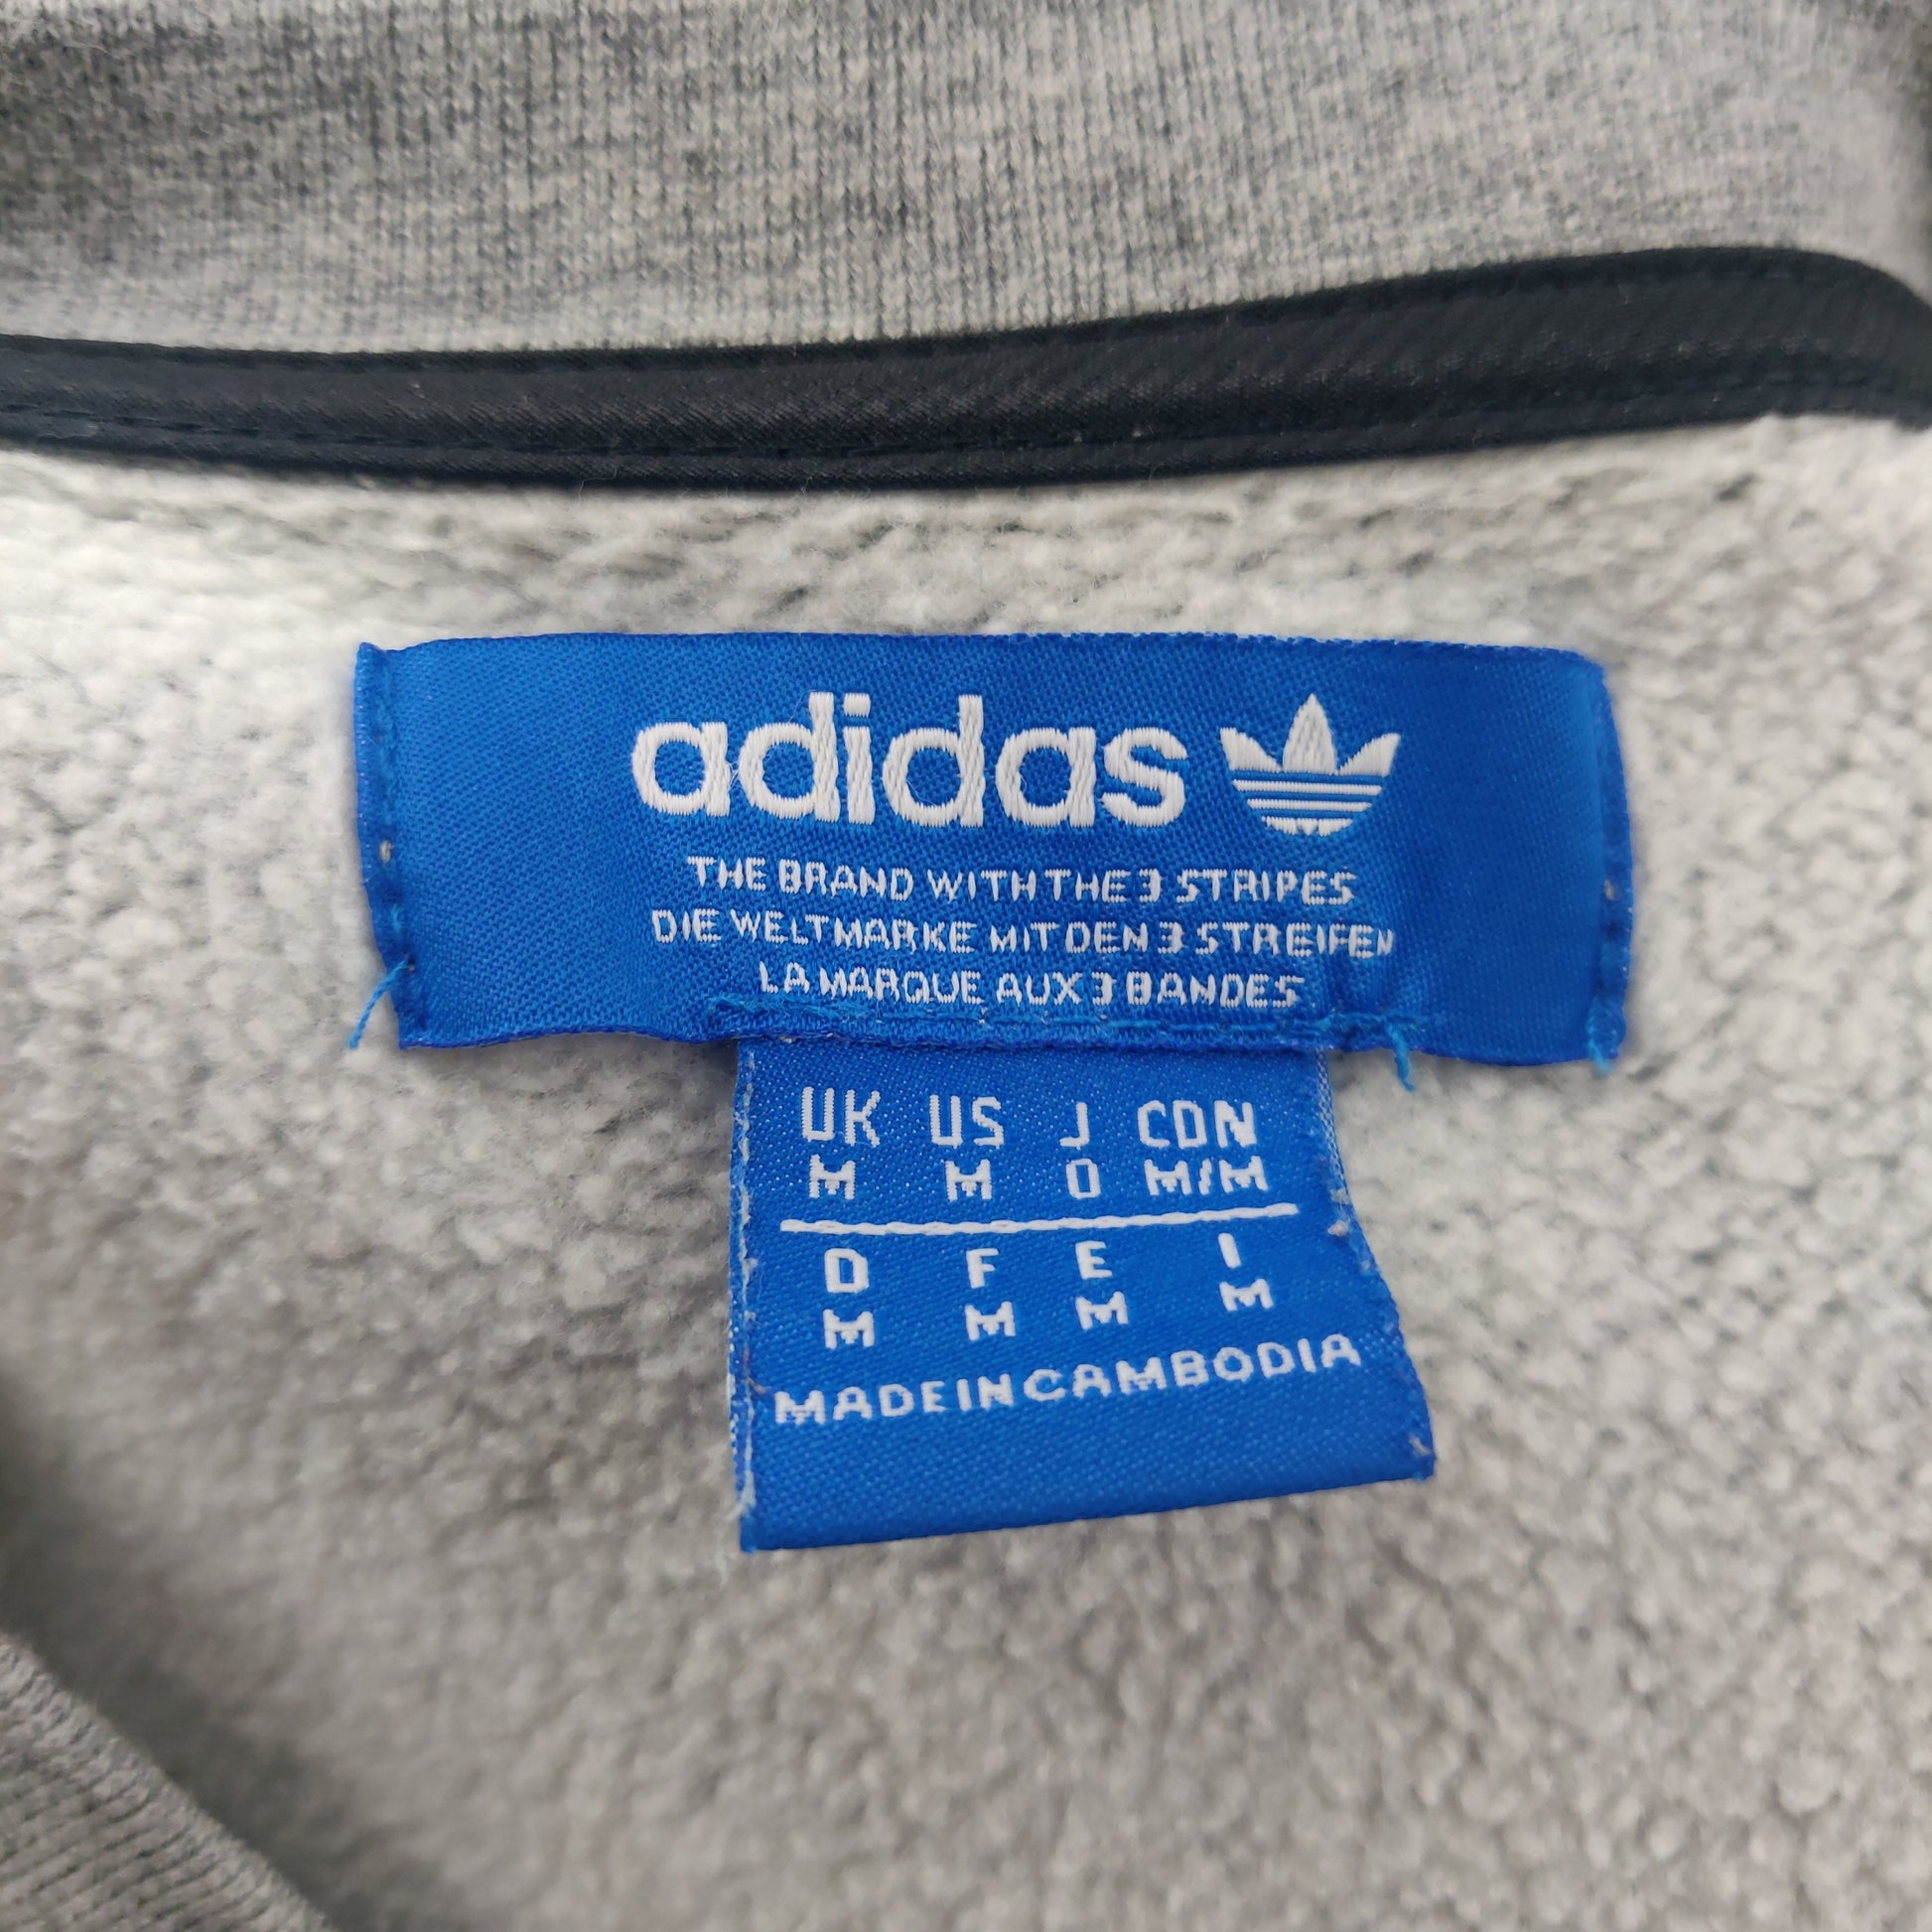 adidas
THE BRAND WITH THE 3 STRIPES
DIE WELTMARKE MIT DEN 3 STREIFEN
LA MARQUE AUX 3 BANDES
UK US J CDN
M M O M/M
D F E I
M M M M
MADE IN CAMBODIA